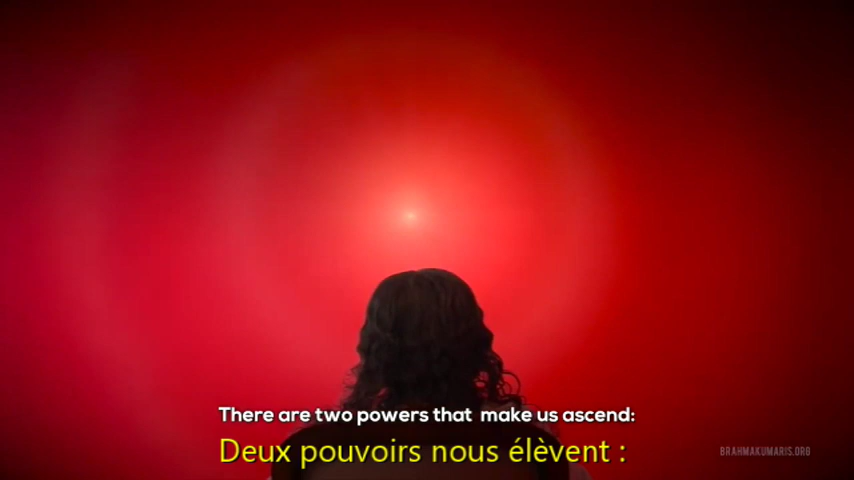 There are two powers that make us ascend:
Deux pouvoirs nous élèvent :
BRAHMAKUMARIS.ORG